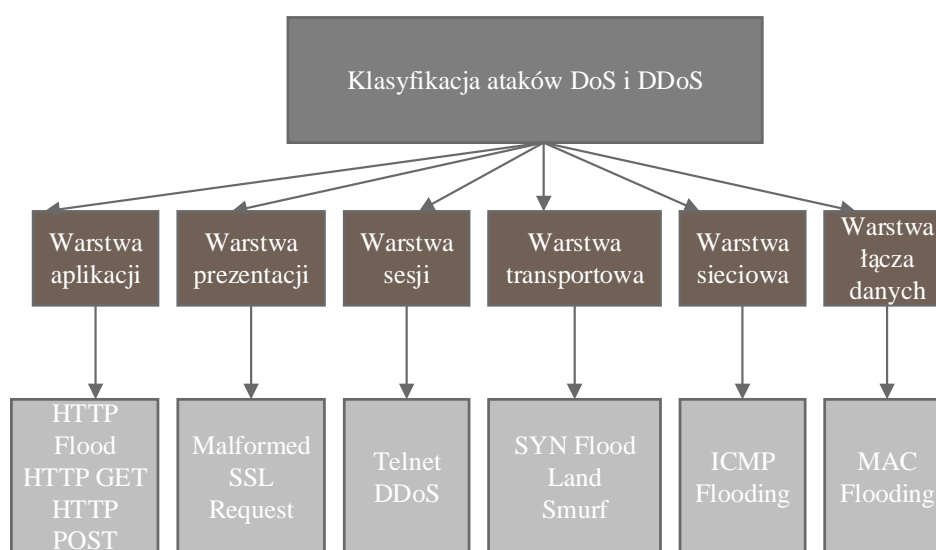 Klasyfikacja ataków DoS i DDoS
Warstwa
aplikacji
Warstwa
prezentacji
Warstwa
sesji
Warstwa
transportowa
Warstwa
sieciowa
Warstwa
łącza
danych
HTTP
Flood
HTTP GET
HTTP
POST
Malformed
SSL
Request
Telnet
DDoS
SYN Flood
Land
Smurf
ICMP
Flooding
MAC
Flooding